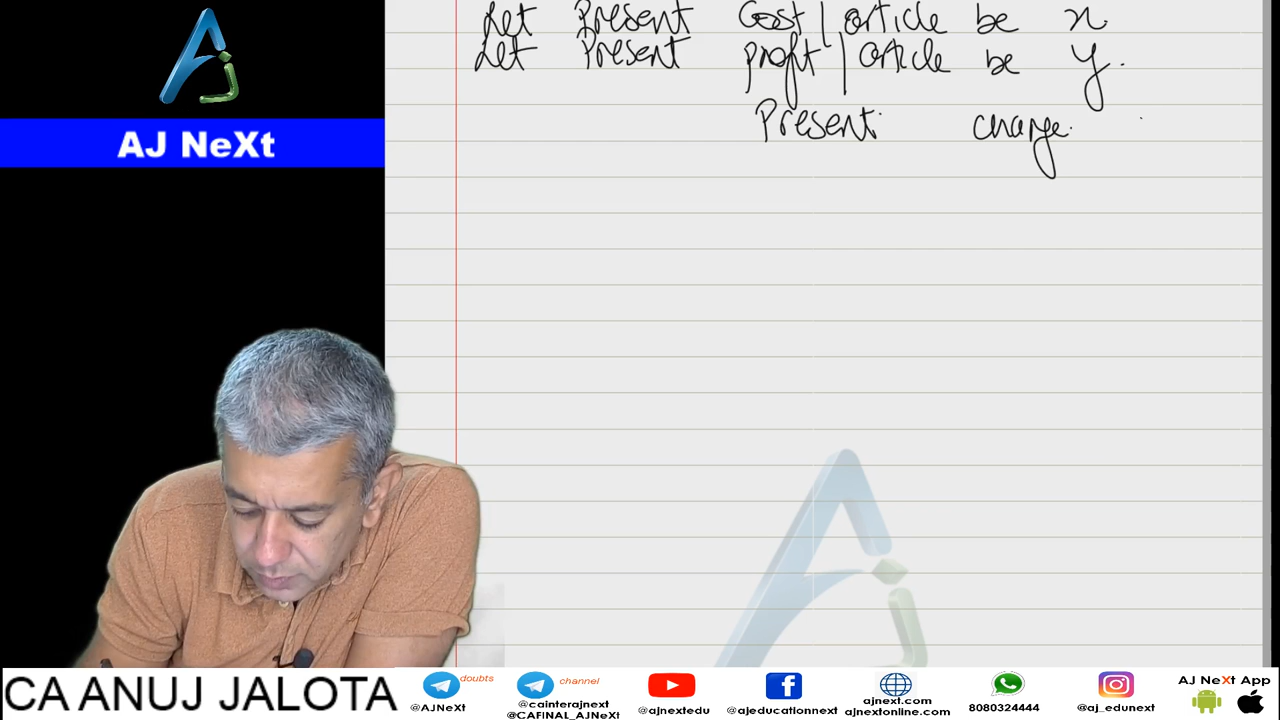 Let Present Cost | article be x
Let Present profit | article be y.
Present change
AJ NeXt
CA ANUJ JALOTA
doubts
@AJNeXt
channel
@cainterajnext
@CAFINAL_AJNeXt
@ajnextedu
@ajeducationnext
ajnext.com
ajnextonline.com
8080324444
@aj_edunext
AJ NeXt App